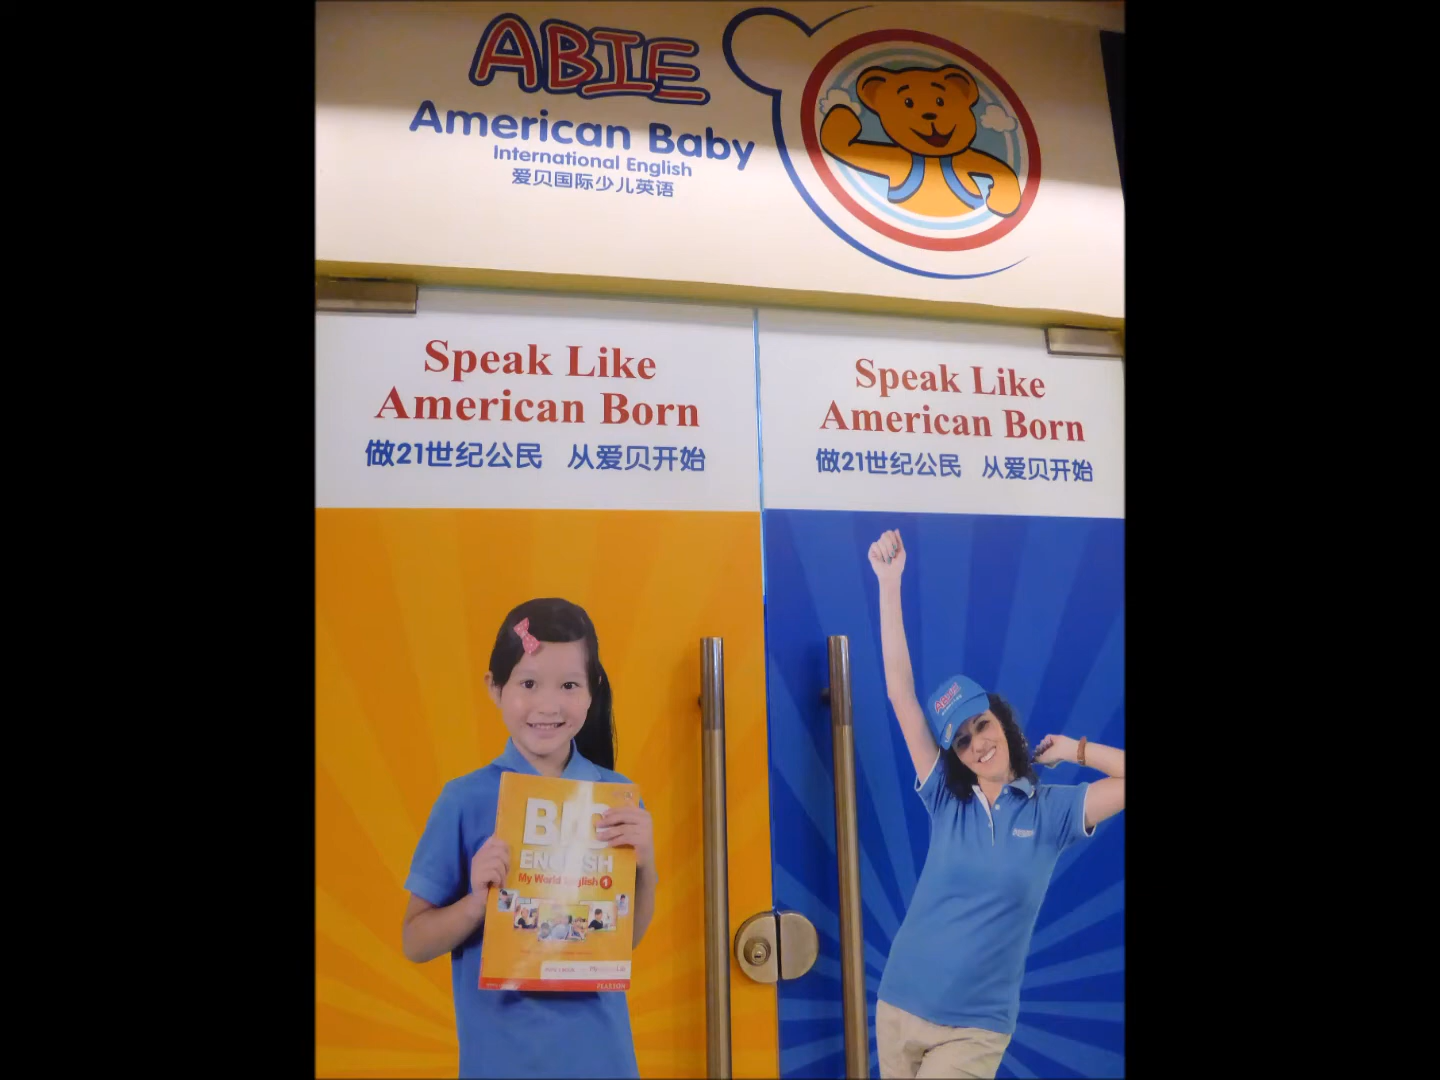 ABIE
American Baby
International English
爱贝国际少儿英语
Speak Like
American Born
做21世纪公民 从爱贝开始
Speak Like
American Born
做21世纪公民 从爱贝开始
ABIE
BIG
ENGLISH
My World English 1
PEARSON